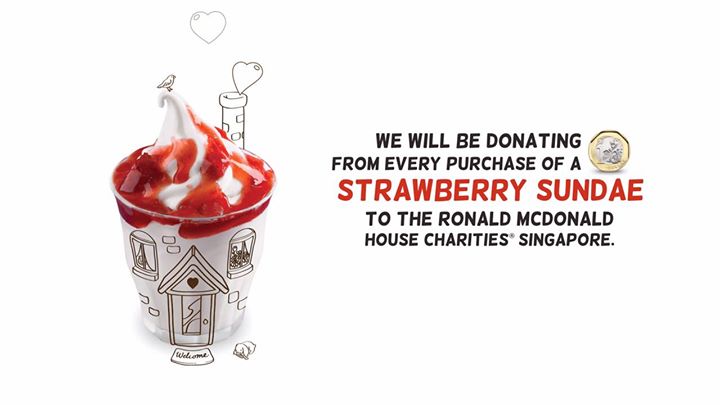 WE WILL BE DONATING
FROM EVERY PURCHASE OF A
STRAWBERRY SUNDAE
TO THE RONALD MCDONALD
HOUSE CHARITIES® SINGAPORE.
Welcome